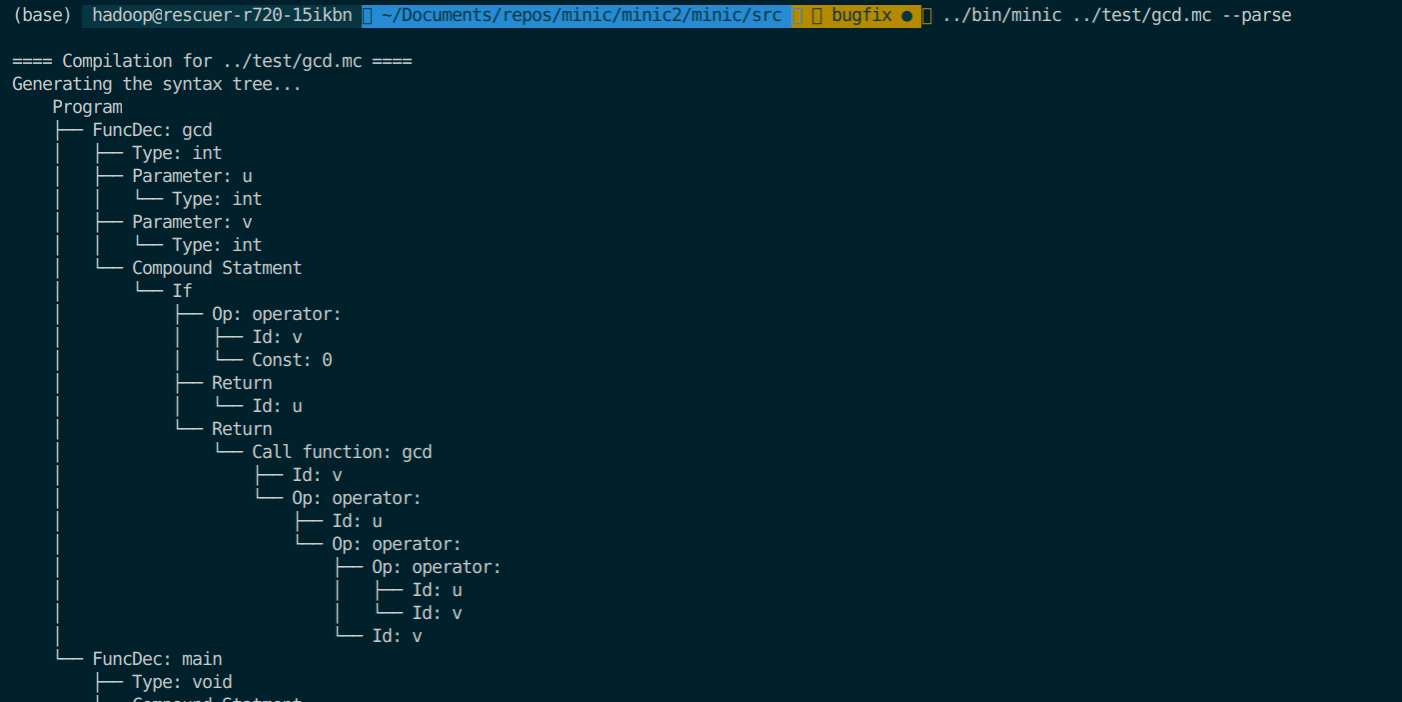 (base) hadoop@rescuer-r720-15ikbn ~/Documents/repos/minic/minic2/minic/src bugfix ● ../bin/minic ../test/gcd.mc --parse
==== Compilation for ../test/gcd.mc ====
Generating the syntax tree...
    Program
    ├── FuncDec: gcd
    │   ├── Type: int
    │   ├── Parameter: u
    │   │   └── Type: int
    │   ├── Parameter: v
    │   │   └── Type: int
    │   └── Compound Statment
    │       └── If
    │           ├── Op: operator:
    │           │   ├── Id: v
    │           │   └── Const: 0
    │           ├── Return
    │           │   └── Id: u
    │           └── Return
    │               └── Call function: gcd
    │                   ├── Id: v
    │                   └── Op: operator:
    │                       ├── Id: u
    │                       └── Op: operator:
    │                           ├── Op: operator:
    │                           │   ├── Id: u
    │                           │   └── Id: v
    │                           └── Id: v
    └── FuncDec: main
        ├── Type: void
        Compound Statment